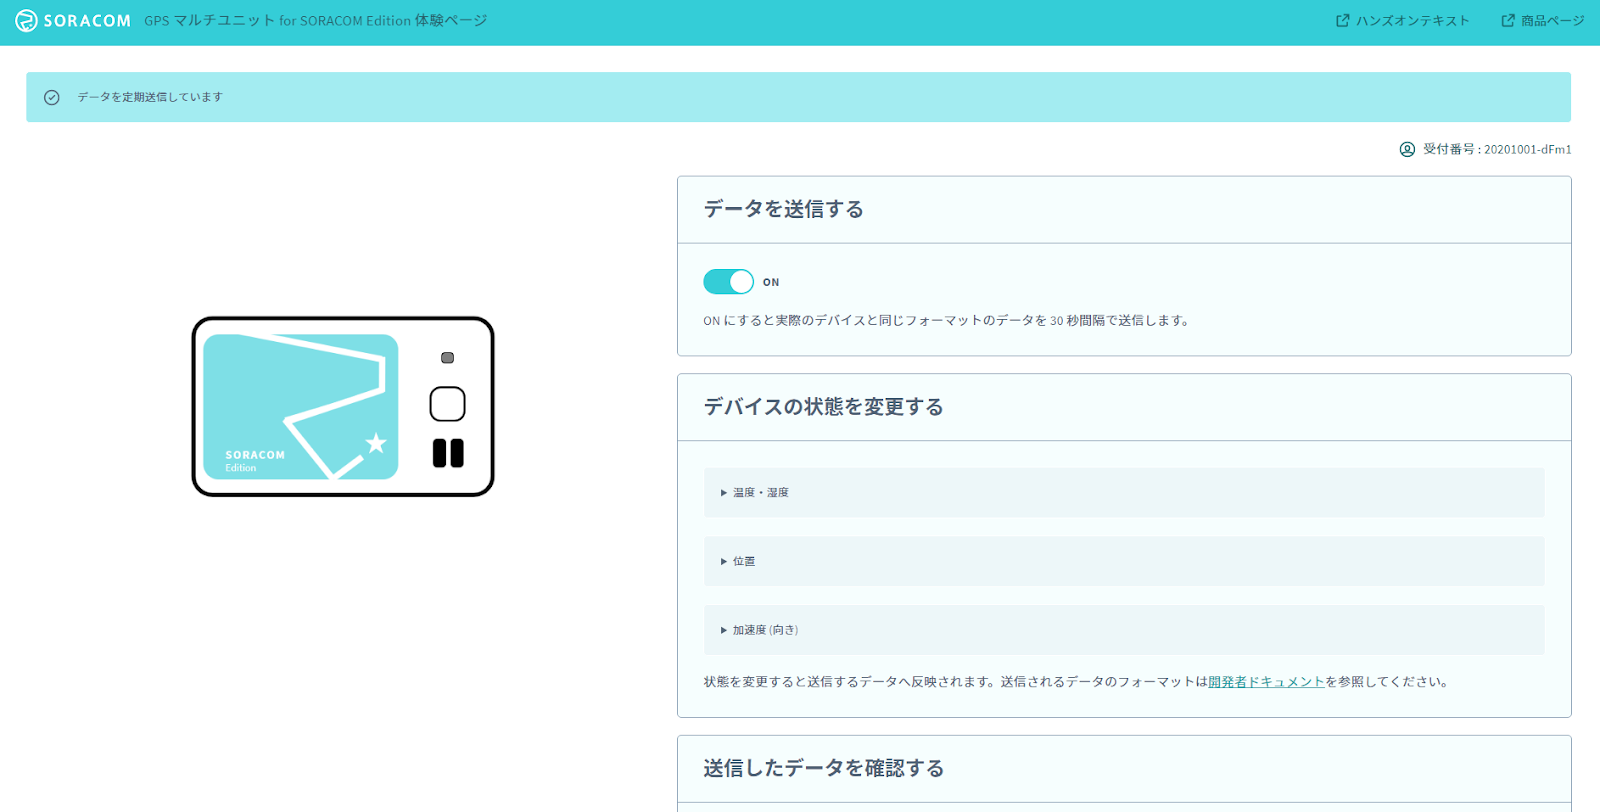 SORACOM GPS マルチユニット for SORACOM Edition 体験ページ ハンズオンテキスト 商品ページ
データを定期送信しています
受付番号 : 20201001-dFm1
データを送信する
ON
ON にすると実際のデバイスと同じフォーマットのデータを 30 秒間隔で送信します。
SORACOM
Edition
デバイスの状態を変更する
温度・湿度
位置
加速度 (向き)
状態を変更すると送信するデータへ反映されます。送信されるデータのフォーマットは開発者ドキュメントを参照してください。
送信したデータを確認する